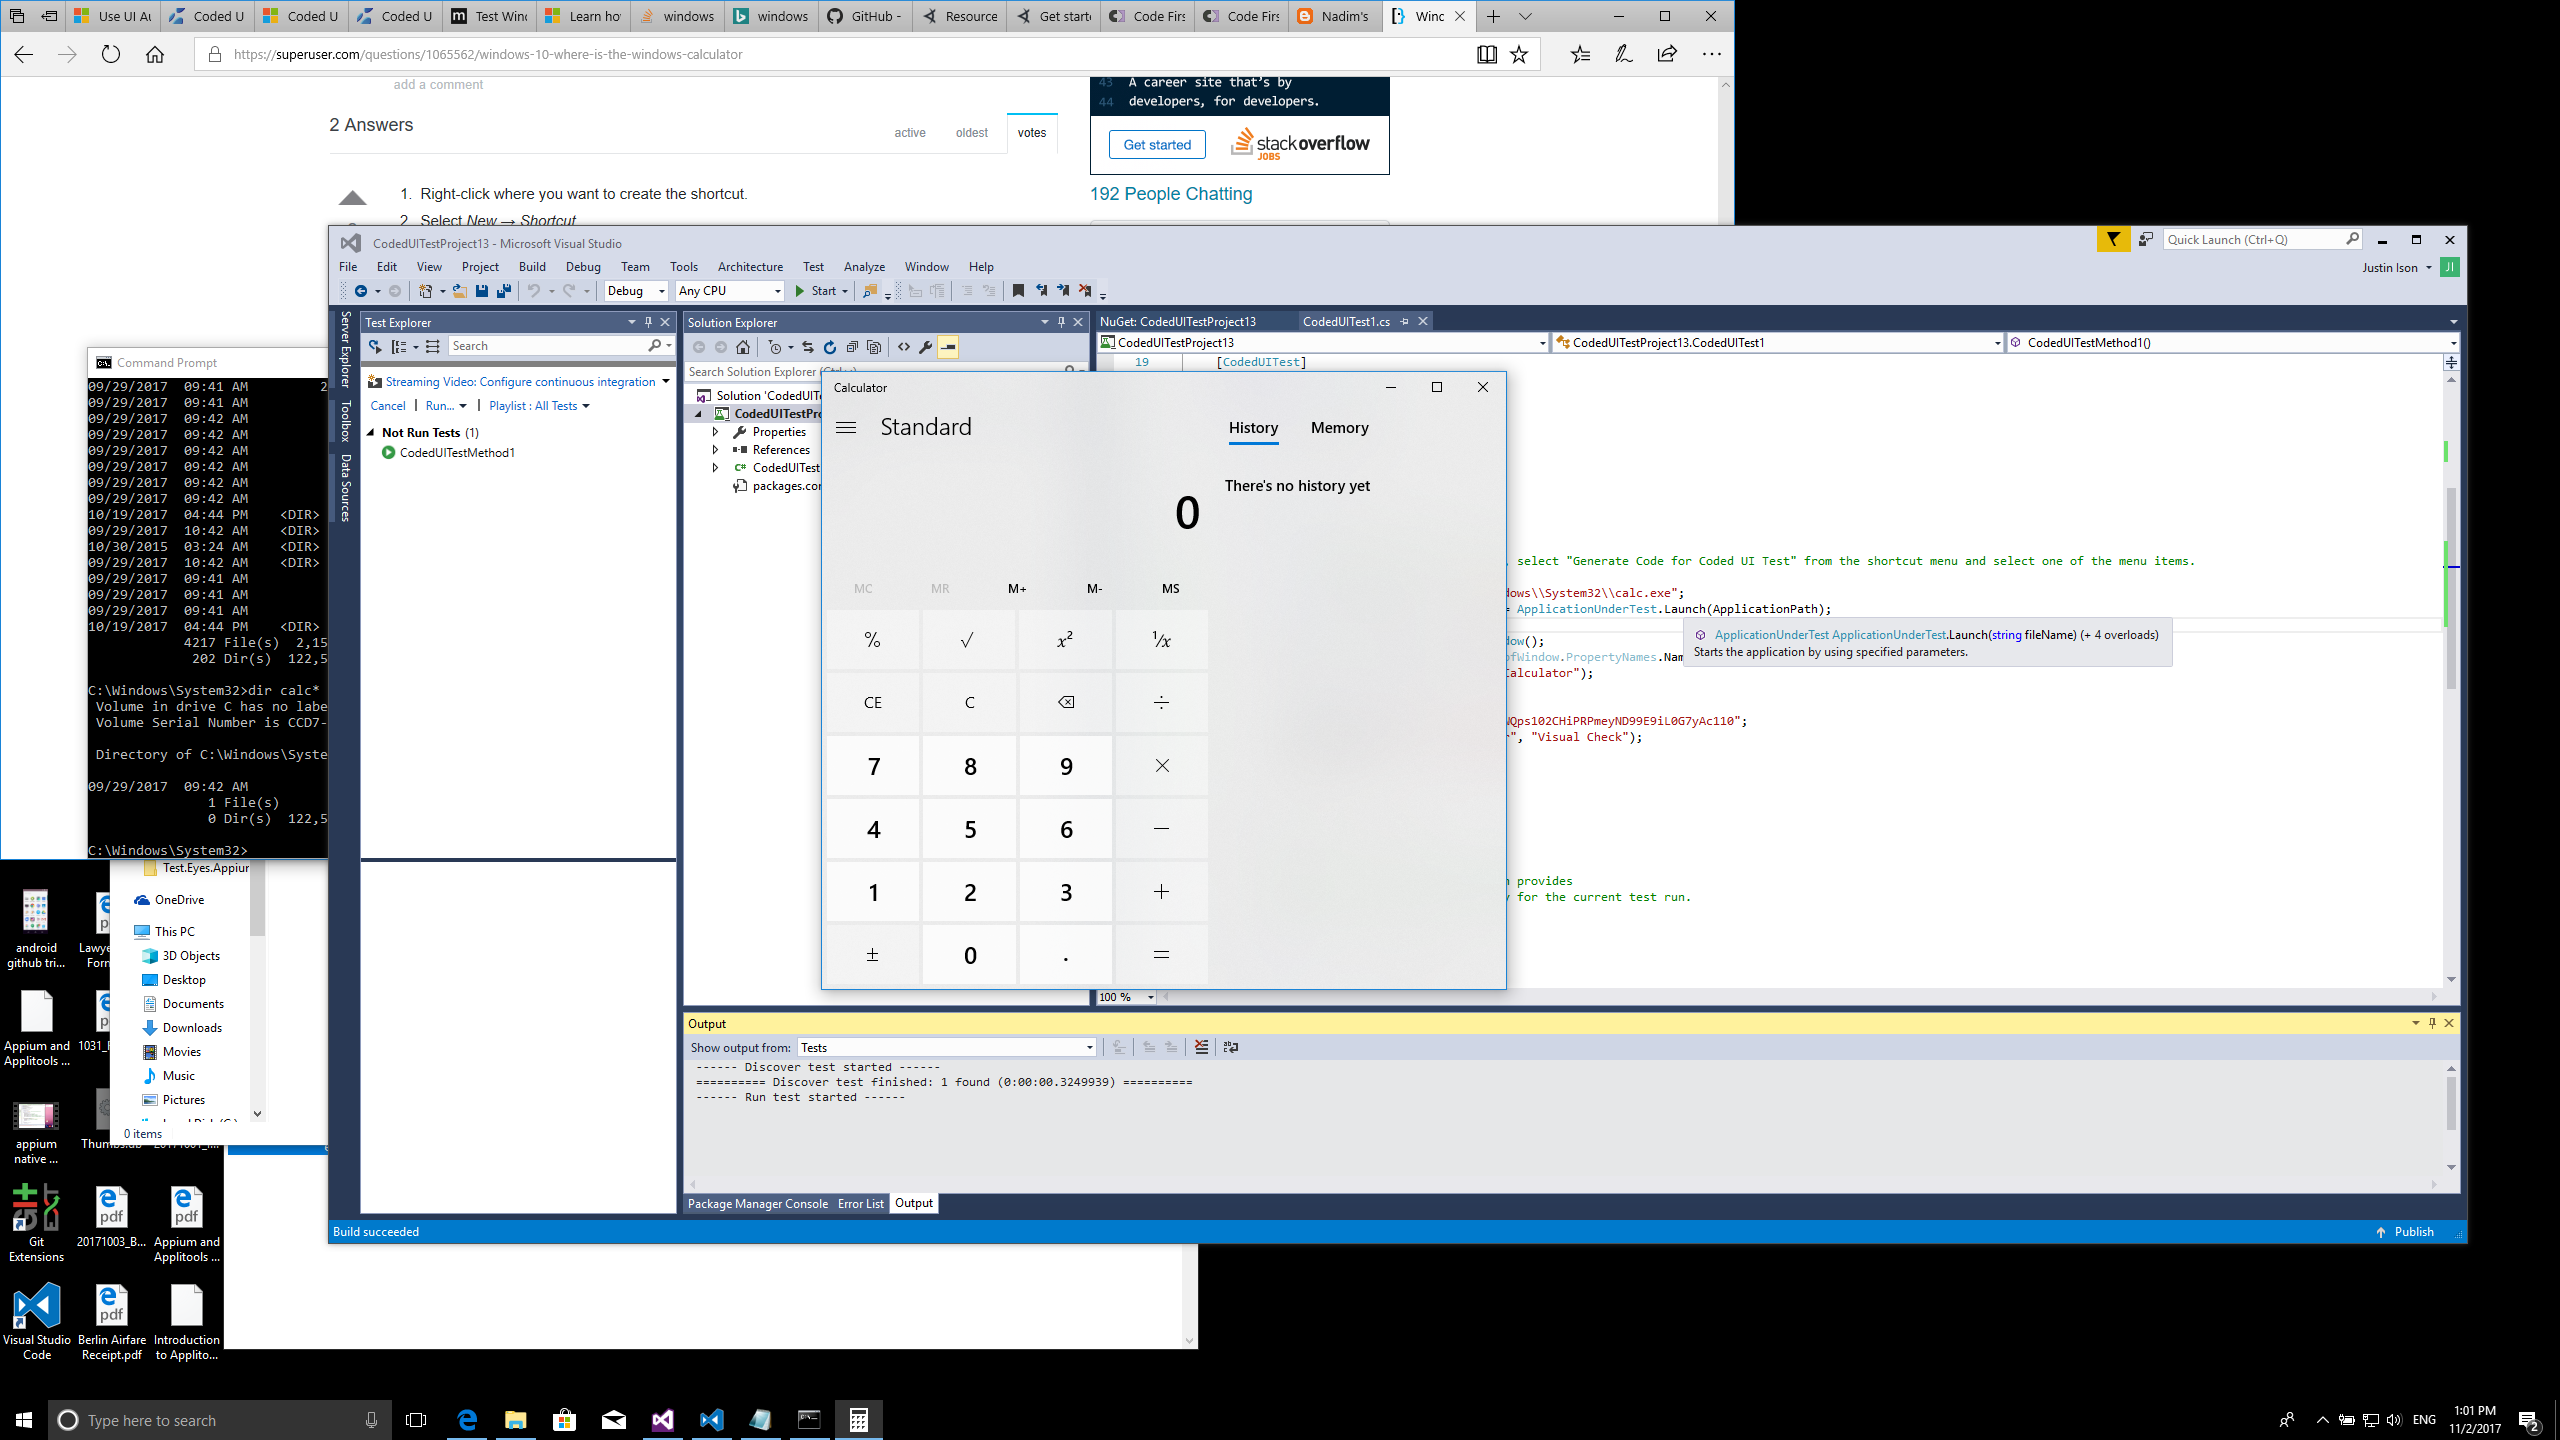 Use UI Au
Coded U
Coded U
Coded U
Test Winc
Learn ho
windows
windows
GitHub -
Resource
Get starte
Code Firs
Code Firs
Nadim's
Winc
https://superuser.com/questions/1065562/windows-10-where-is-the-windows-calculator
add a comment
2 Answers
active oldest votes
1. Right-click where you want to create the shortcut.
2. Select New → Shortcut
43 A career site that's by
44 developers, for developers.
Get started
stackoverflow
JOBS
192 People Chatting
CodedUITestProject13 - Microsoft Visual Studio
Quick Launch (Ctrl+Q)
File Edit View Project Build Debug Team Tools Architecture Test Analyze Window Help
Justin Ison JI
Debug Any CPU Start
Server Explorer
Toolbox
Data Sources
Test Explorer
Search
Streaming Video: Configure continuous integration
Cancel | Run... | Playlist : All Tests
Not Run Tests (1)
CodedUITestMethod1
Solution Explorer
Search Solution Explorer (Ctrl+;)
Solution 'CodedUITe
CodedUITestPro
Properties
References
CodedUITest
packages.con
NuGet: CodedUITestProject13
CodedUITest1.cs
CodedUITestProject13
CodedUITestProject13.CodedUITest1
CodedUITestMethod1()
19 [CodedUITest]
select "Generate Code for Coded UI Test" from the shortcut menu and select one of the menu items.
dows\\System32\\calc.exe";
= ApplicationUnderTest.Launch(ApplicationPath);
dow();
ofWindow.PropertyNames.Nam
Calculator");
ApplicationUnderTest ApplicationUnderTest.Launch(string fileName) (+ 4 overloads)
Starts the application by using specified parameters.
NQps102CHiPRPmeyND99E9iL0G7yAc110";
r", "Visual Check");
n provides
y for the current test run.
100 %
Calculator
Standard
History Memory
There's no history yet
0
MC MR M+ M- MS
% √ x² ¹/x
CE C ÷
7 8 9 ×
4 5 6 −
1 2 3 +
± 0 . =
Command Prompt
09/29/2017 09:41 AM 2
09/29/2017 09:41 AM
09/29/2017 09:42 AM
09/29/2017 09:42 AM
09/29/2017 09:42 AM
09/29/2017 09:42 AM
09/29/2017 09:42 AM
09/29/2017 09:42 AM
10/19/2017 04:44 PM <DIR>
09/29/2017 10:42 AM <DIR>
10/30/2015 03:24 AM <DIR>
09/29/2017 10:42 AM <DIR>
09/29/2017 09:41 AM
09/29/2017 09:41 AM
09/29/2017 09:41 AM
10/19/2017 04:44 PM <DIR>
4217 File(s) 2,15
202 Dir(s) 122,5
C:\Windows\System32>dir calc*
Volume in drive C has no labe
Volume Serial Number is CCD7-
Directory of C:\Windows\Syste
09/29/2017 09:42 AM
1 File(s)
0 Dir(s) 122,5
C:\Windows\System32>
Test.Eyes.Appiur
OneDrive
This PC
3D Objects
Desktop
Documents
Downloads
Movies
Music
Pictures
0 items
Output
Show output from: Tests
------ Discover test started ------
========== Discover test finished: 1 found (0:00:00.3249939) ==========
------ Run test started ------
Package Manager Console Error List Output
Build succeeded
Publish
android
github tri...
Lawye
Forn
Appium and
Applitools ...
appium
native ...
Git
Extensions
pdf
20171003_B...
pdf
Appium and
Applitools ...
Visual Studio
Code
pdf
Berlin Airfare
Receipt.pdf
Introduction
to Applito...
Type here to search
ENG
1:01 PM
11/2/2017
2